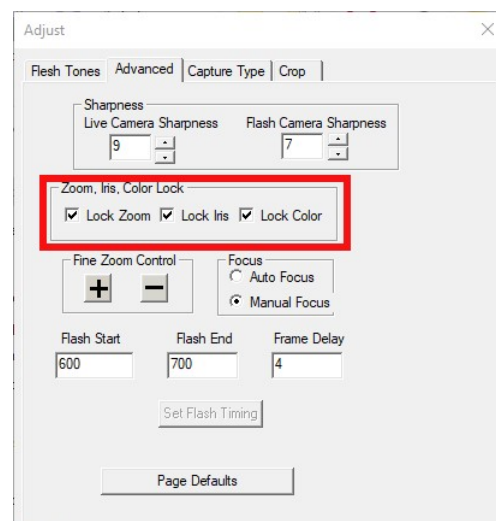 Adjust
Flesh Tones Advanced Capture Type Crop
Sharpness
Live Camera Sharpness Flash Camera Sharpness
9 7
Zoom, Iris, Color Lock
Lock Zoom Lock Iris Lock Color
Fine Zoom Control Focus
Auto Focus
Manual Focus
Flash Start Flash End Frame Delay
600 700 4
Set Flash Timing
Page Defaults